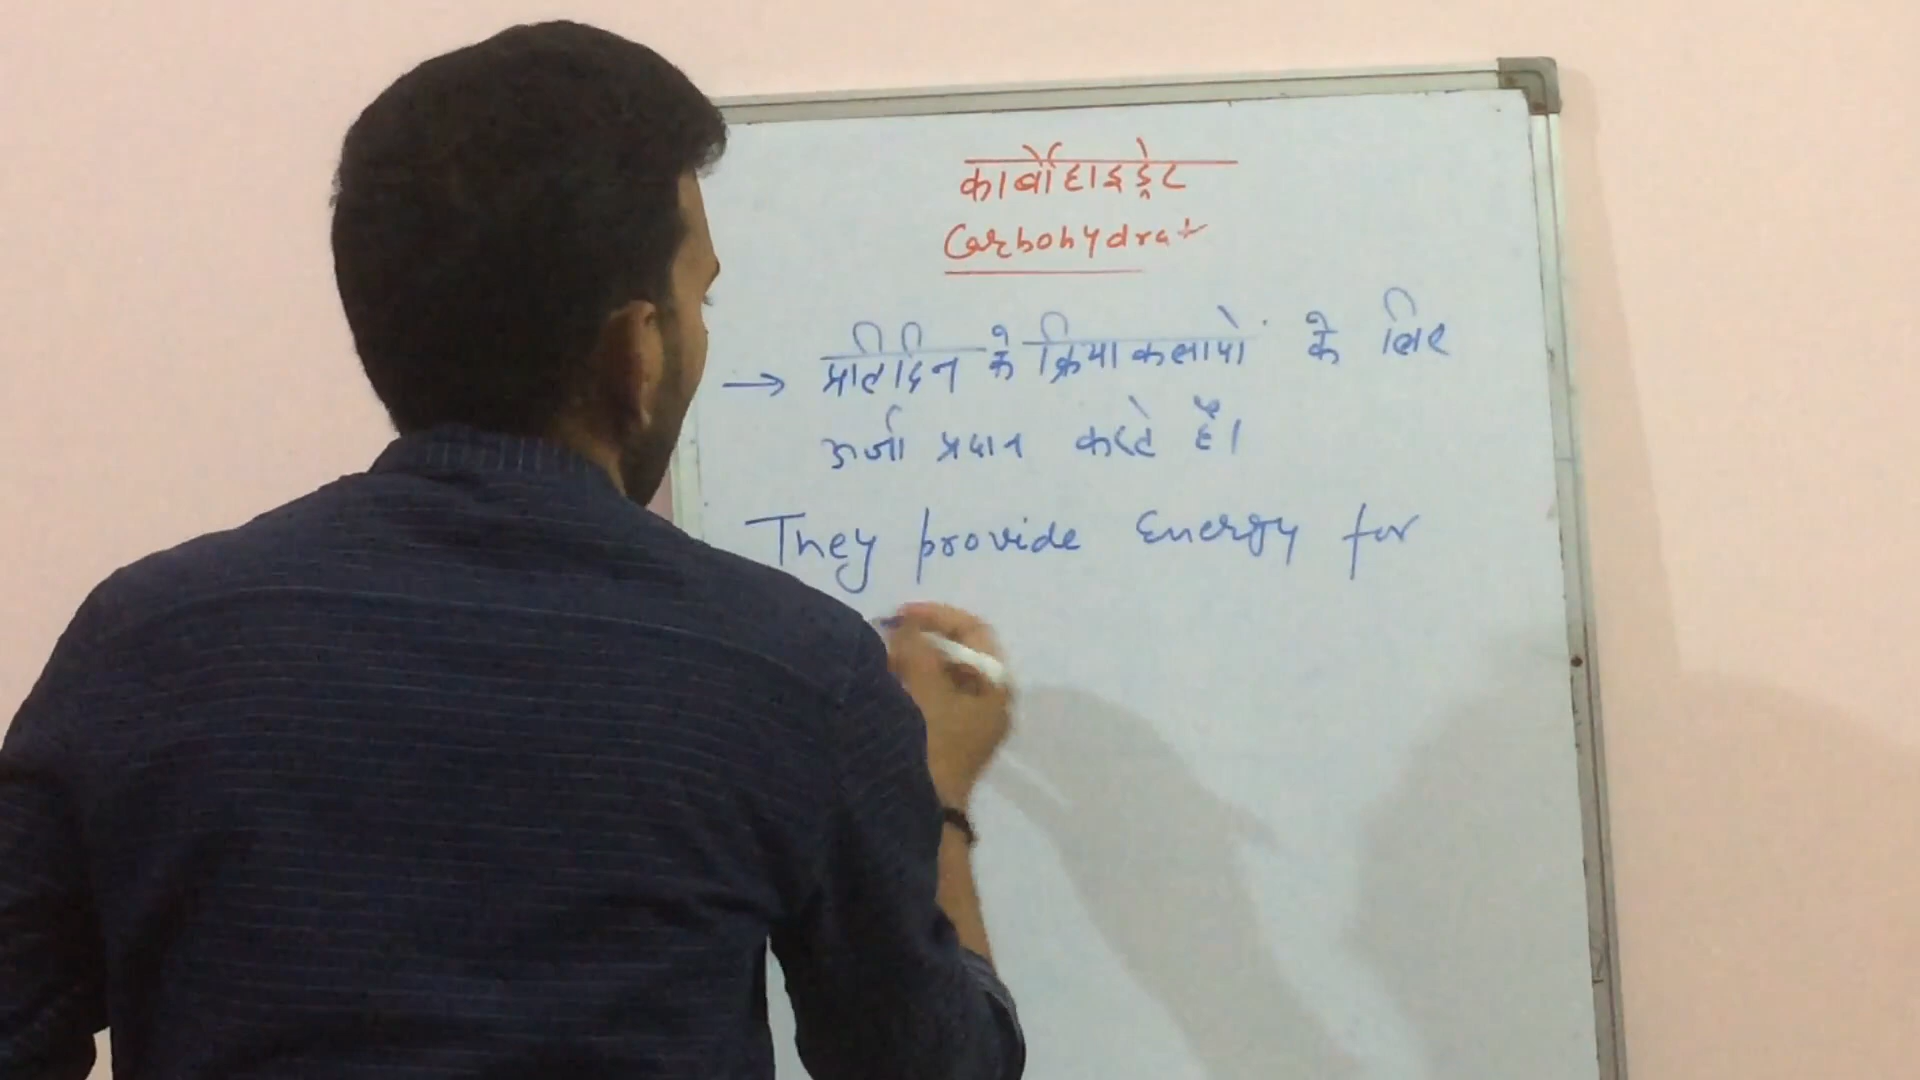 कार्बोहाइड्रेट
Carbohydrat
→ प्रतिदिन के क्रियाकलापों के लिए
ऊर्जा प्रदान करते हैं।
They provide Energy for